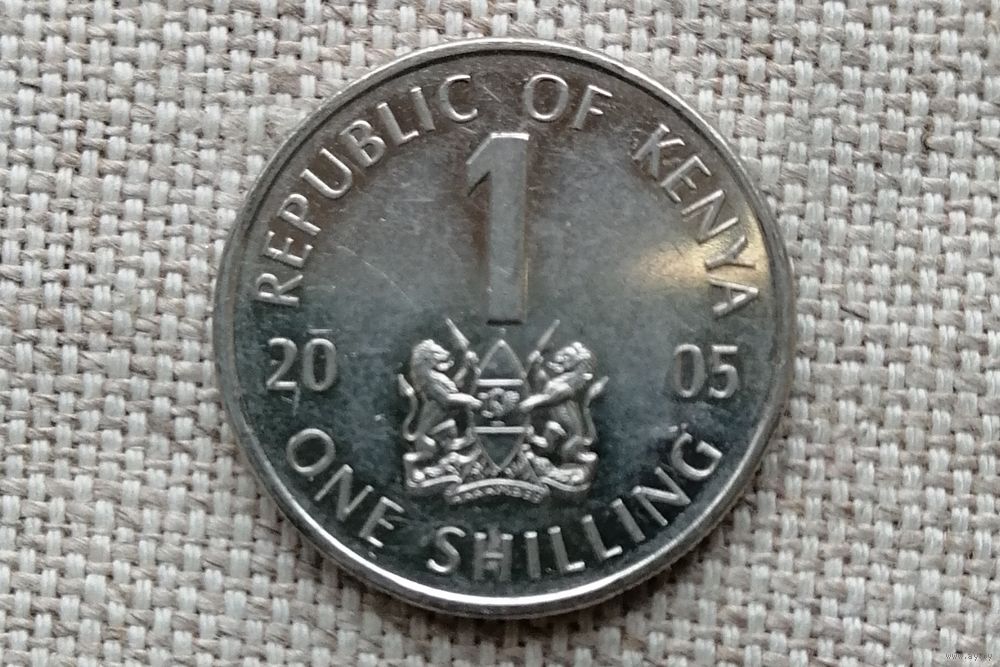 REPUBLIC OF KENYA
1
20 05
ONE SHILLING